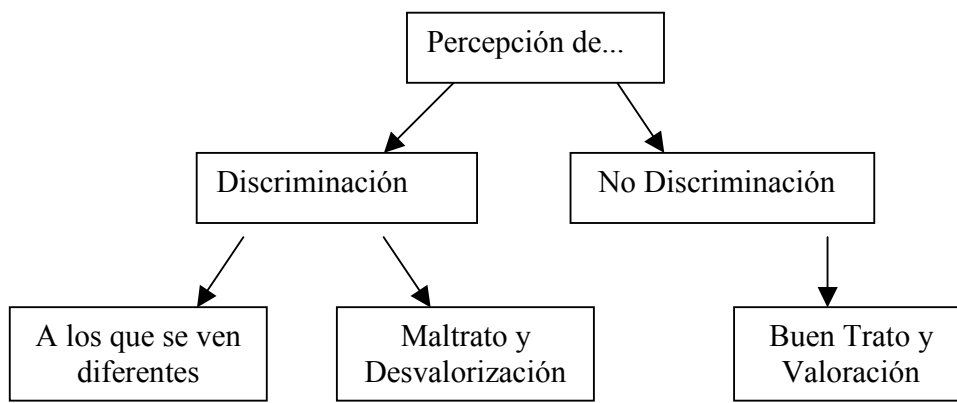 Percepción de...
Discriminación
No Discriminación
A los que se ven
diferentes
Maltrato y
Desvalorización
Buen Trato y
Valoración